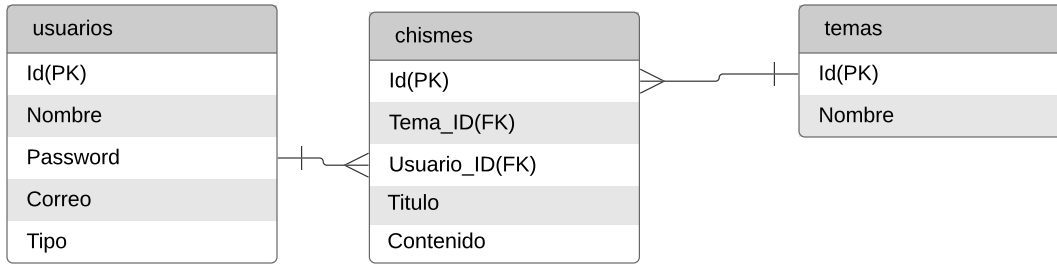 usuarios
Id(PK)
Nombre
Password
Correo
Tipo
chismes
Id(PK)
Tema_ID(FK)
Usuario_ID(FK)
Titulo
Contenido
temas
Id(PK)
Nombre